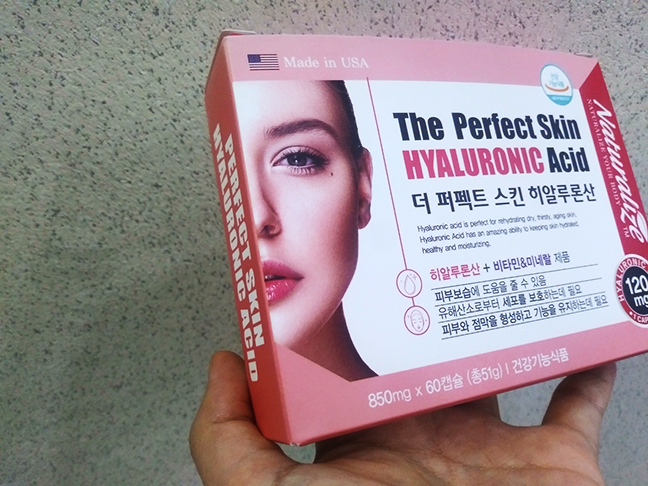 Made in USA
The Perfect Skin
HYALURONIC Acid
더 퍼펙트 스킨 히알루론산
Hyaluronic acid is perfect for rehydrating dry, thirsty, aging skin.
Hyaluronic Acid has an amazing ability to keeping skin hydrated,
healthy and moisturizing.
히알루론산 + 비타민&미네랄 제품
피부보습에 도움을 줄 수 있음
유해산소로부터 세포를 보호하는데 필요
피부와 점막을 형성하고 기능을 유지하는데 필요
850mg x 60캡슐 (총51g) I 건강기능식품
PERFECT SKIN
HYALURONIC ACID
Naturalize TM
NATURALIZE YOUR BODY
HYALURONIC
120
mg